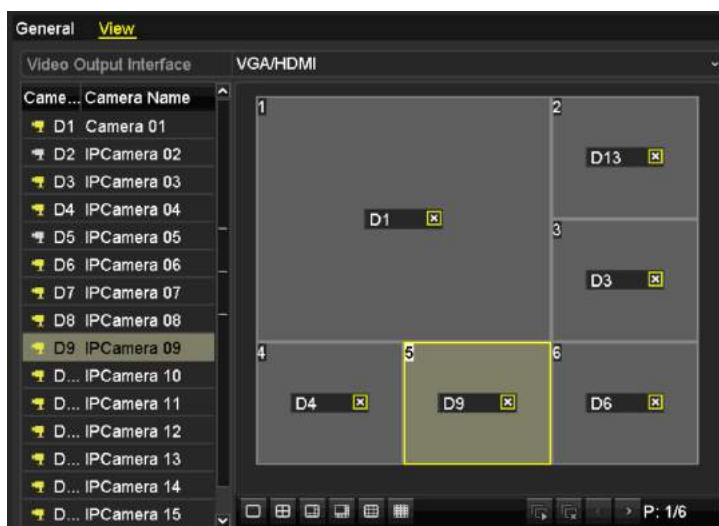 General View
Video Output Interface VGA/HDMI
Came... Camera Name
D1 Camera 01
D2 IPCamera 02
D3 IPCamera 03
D4 IPCamera 04
D5 IPCamera 05
D6 IPCamera 06
D7 IPCamera 07
D8 IPCamera 08
D9 IPCamera 09
D... IPCamera 10
D... IPCamera 11
D... IPCamera 12
D... IPCamera 13
D... IPCamera 14
D... IPCamera 15
1
D1
2
D13
3
D3
4
D4
5
D9
6
D6
P: 1/6